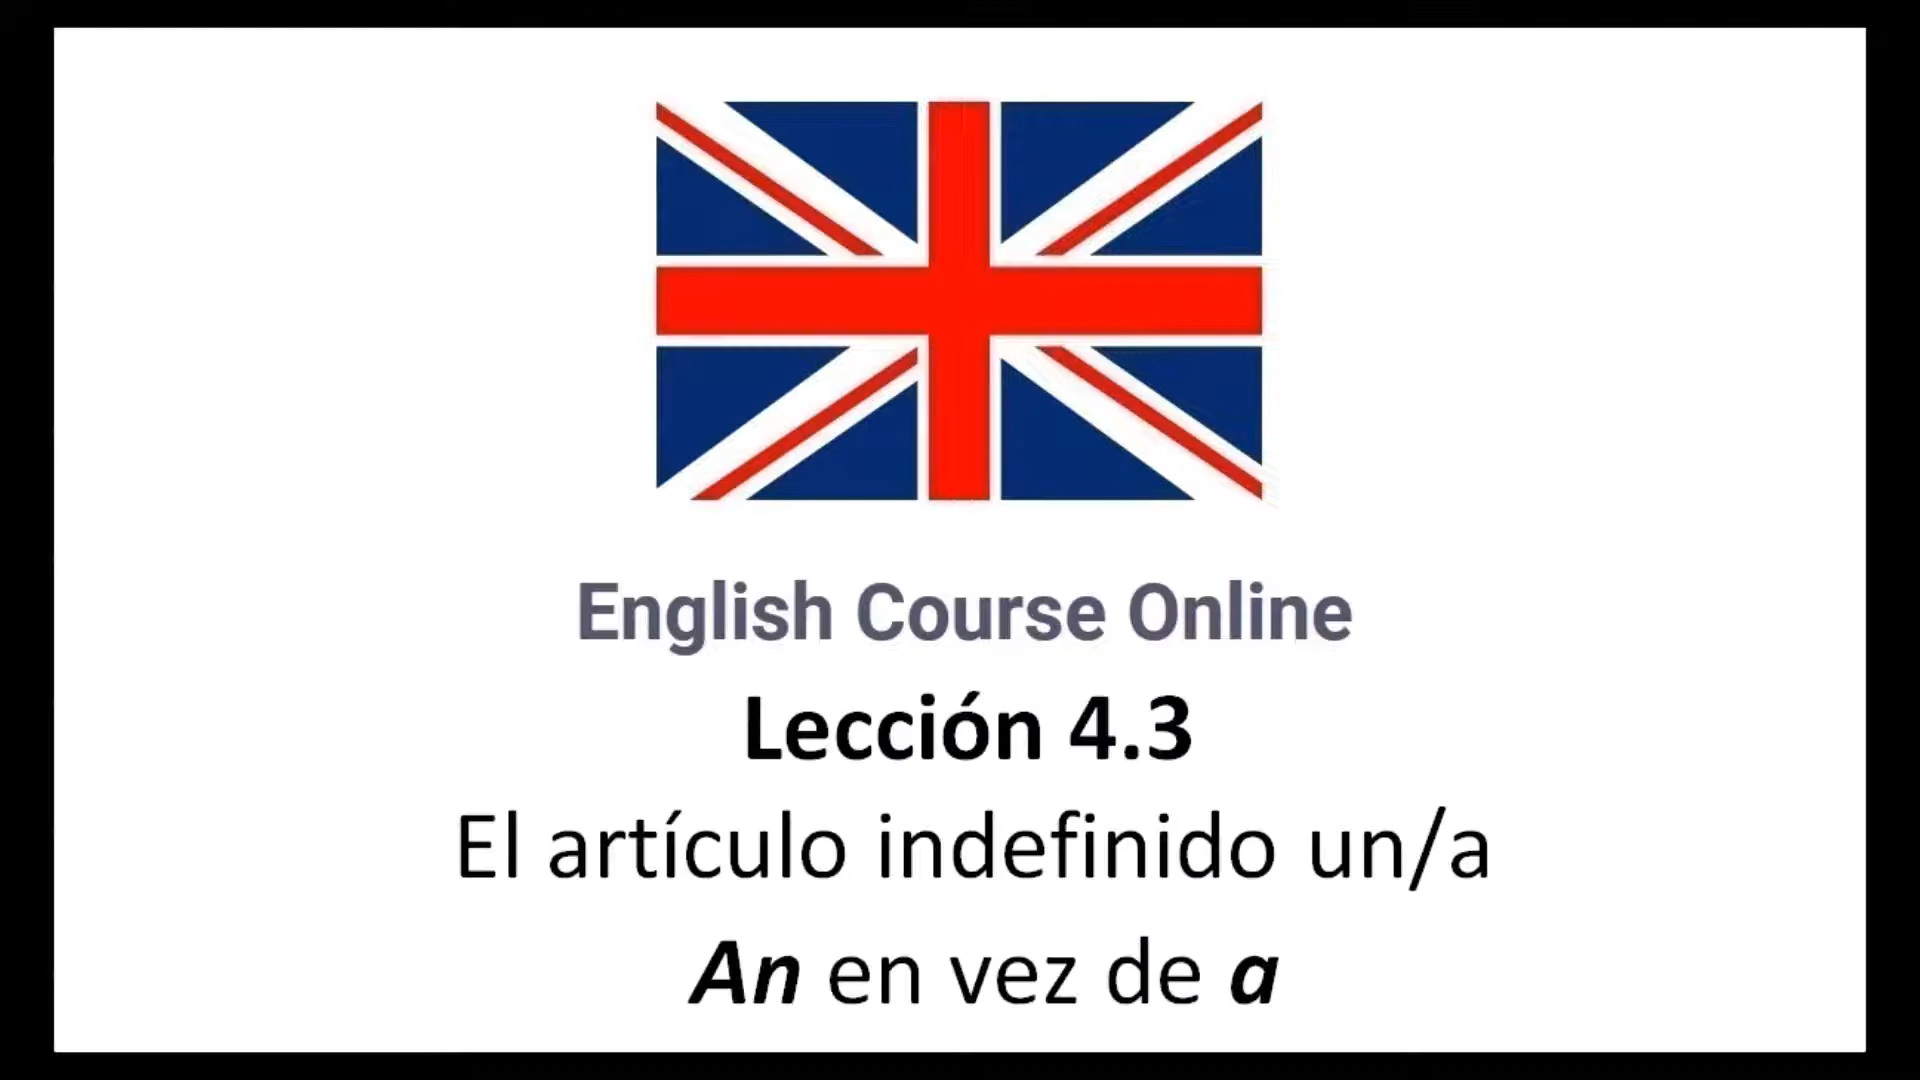 English Course Online
Lección 4.3
El artículo indefinido un/a
An en vez de a